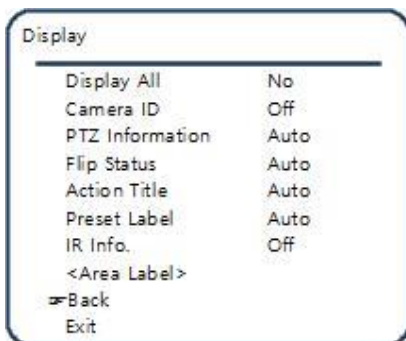 Display
Display All No
Camera ID Off
PTZ Information Auto
Flip Status Auto
Action Title Auto
Preset Label Auto
IR Info. Off
<Area Label>
☞Back
Exit